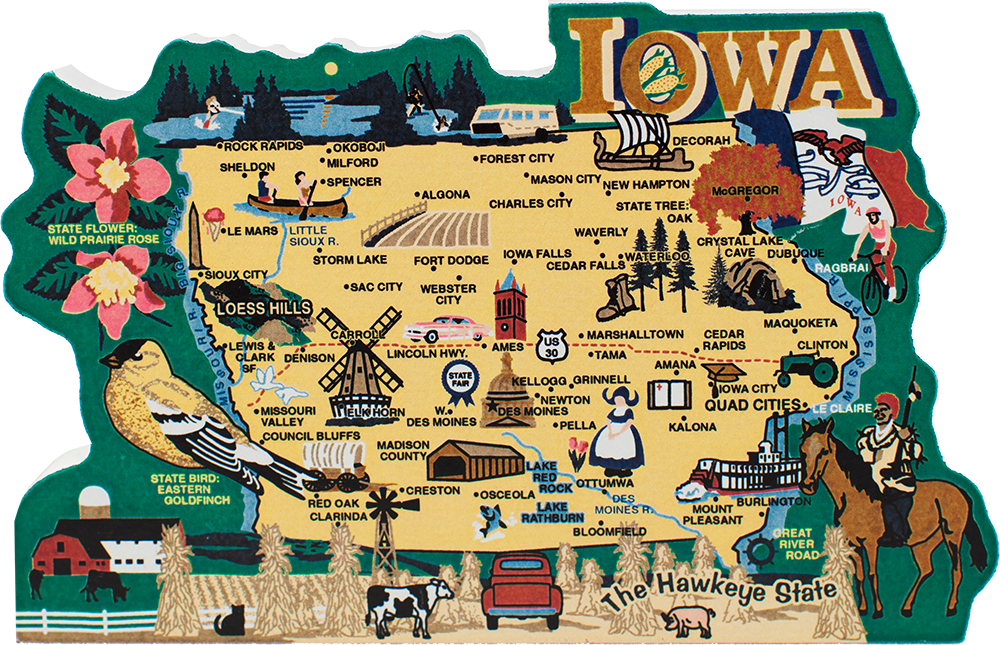 IOWA
ROCK RAPIDS
OKOBOJI
MILFORD
SHELDON
SPENCER
FOREST CITY
DECORAH
MASON CITY
NEW HAMPTON
McGREGOR
IOWA
ALGONA
CHARLES CITY
STATE TREE:
OAK
STATE FLOWER:
WILD PRAIRIE ROSE
BIG SIOUX R.
LE MARS
LITTLE
SIOUX R.
WAVERLY
CRYSTAL LAKE
CAVE
DUBUQUE
RAGBRAI
STORM LAKE
FORT DODGE
IOWA FALLS
CEDAR FALLS
WATERLOO
SIOUX CITY
SAC CITY
WEBSTER
CITY
LOESS HILLS
MISSOURI R.
MISSISSIPPI R.
MAQUOKETA
CARROLL
US
30
MARSHALLTOWN
CEDAR
RAPIDS
LEWIS &
CLARK
SF
DENISON
LINCOLN HWY.
AMES
TAMA
CLINTON
AMANA
STATE
FAIR
KELLOGG
GRINNELL
IOWA CITY
NEWTON
QUAD CITIES
LE CLAIRE
MISSOURI
VALLEY
ELK HORN
W.
DES MOINES
DES MOINES
PELLA
KALONA
COUNCIL BLUFFS
MADISON
COUNTY
LAKE
RED
ROCK
OTTUMWA
STATE BIRD:
EASTERN
GOLDFINCH
RED OAK
CLARINDA
CRESTON
OSCEOLA
DES
MOINES R.
LAKE
RATHBURN
BLOOMFIELD
MOUNT
PLEASANT
BURLINGTON
GREAT
RIVER
ROAD
The Hawkeye State